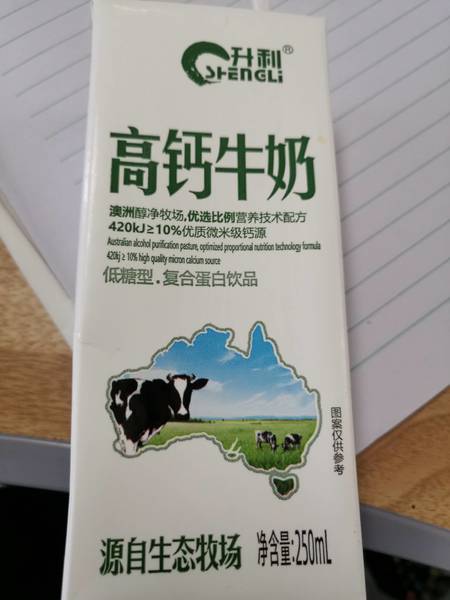 升利®
SHENGLI
高钙牛奶
澳洲醇净牧场,优选比例营养技术配方
420kJ≥10%优质微米级钙源
Australian alcohol purification pasture, optimized proportional nutrition technology formula
420kj ≥ 10% high quality micron calcium source
低糖型.复合蛋白饮品
图案仅供参考
源自生态牧场 净含量:250mL